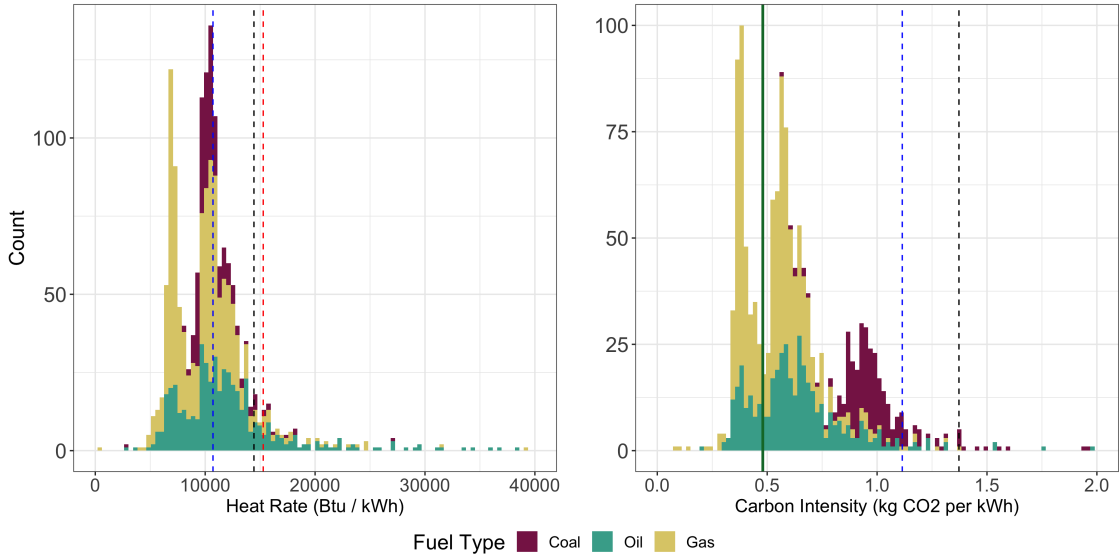 Count
100
50
0
0 10000 20000 30000 40000
Heat Rate (Btu / kWh)
100
75
50
25
0
0.0 0.5 1.0 1.5 2.0
Carbon Intensity (kg CO2 per kWh)
Fuel Type Coal Oil Gas